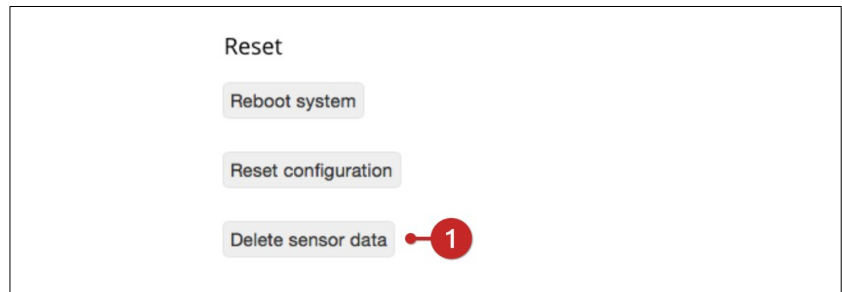 Reset
Reboot system
Reset configuration
Delete sensor data 1